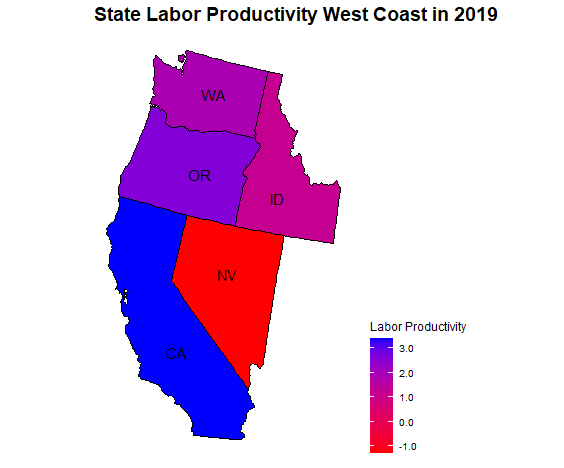 State Labor Productivity West Coast in 2019
WA
OR
ID
NV
CA
Labor Productivity
3.0
2.0
1.0
0.0
-1.0